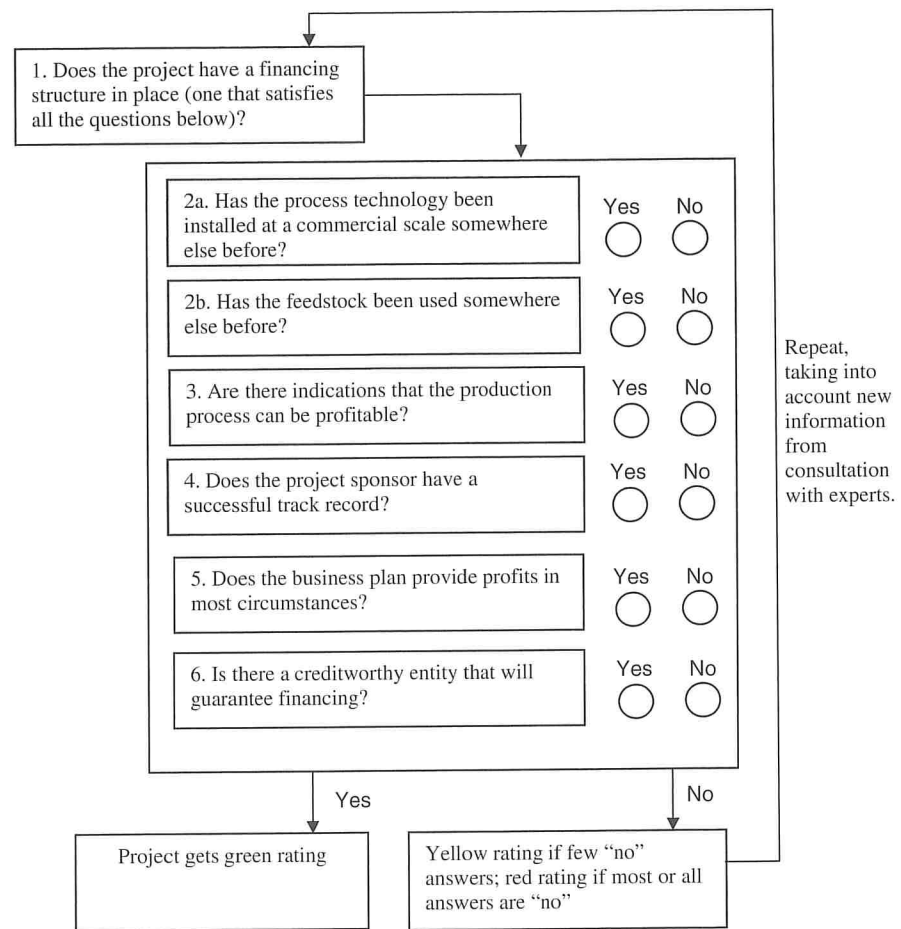 1. Does the project have a financing
structure in place (one that satisfies
all the questions below)?
2a. Has the process technology been
installed at a commercial scale somewhere
else before?
Yes No
2b. Has the feedstock been used somewhere
else before?
Yes No
3. Are there indications that the production
process can be profitable?
Yes No
4. Does the project sponsor have a
successful track record?
Yes No
5. Does the business plan provide profits in
most circumstances?
Yes No
6. Is there a creditworthy entity that will
guarantee financing?
Yes No
Repeat,
taking into
account new
information
from
consultation
with experts.
Yes
No
Project gets green rating
Yellow rating if few “no”
answers; red rating if most or all
answers are “no”